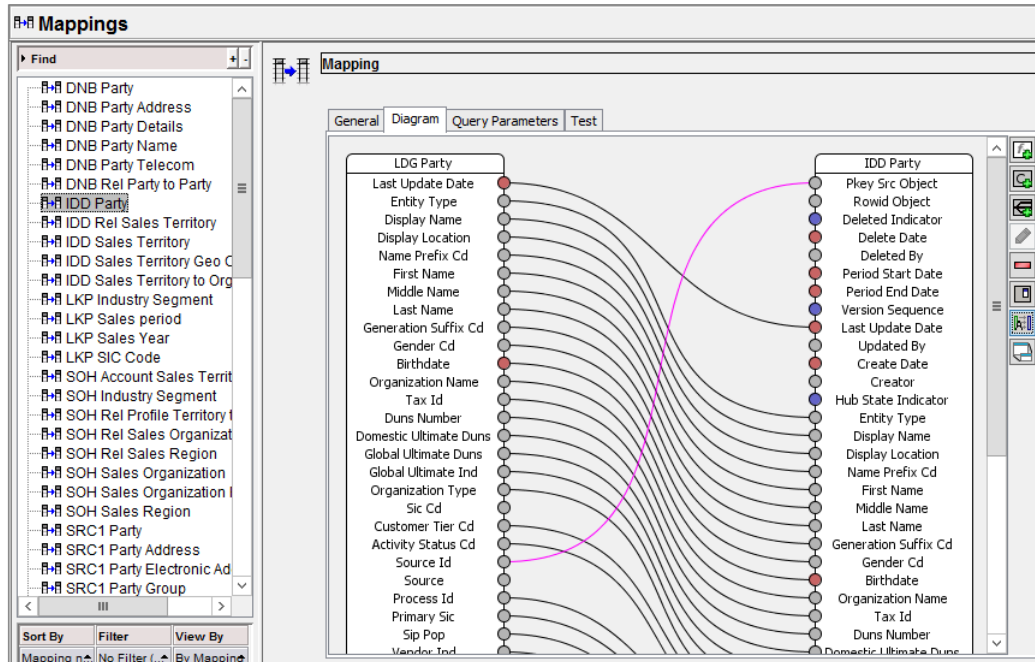 Mappings
Find
+ -
DNB Party
DNB Party Address
DNB Party Details
DNB Party Name
DNB Party Telecom
DNB Rel Party to Party
IDD Party
IDD Rel Sales Territory
IDD Sales Territory
IDD Sales Territory Geo C
IDD Sales Territory to Org
LKP Industry Segment
LKP Sales period
LKP Sales Year
LKP SIC Code
SOH Account Sales Territ
SOH Industry Segment
SOH Rel Profile Territory t
SOH Rel Sales Organizat
SOH Rel Sales Region
SOH Sales Organization
SOH Sales Organization I
SOH Sales Region
SRC1 Party
SRC1 Party Address
SRC1 Party Electronic Ad
SRC1 Party Group
Sort By Filter View By
Mapping n.. No Filter (.. By Mapping
Mapping
General Diagram Query Parameters Test
LDG Party
Last Update Date
Entity Type
Display Name
Display Location
Name Prefix Cd
First Name
Middle Name
Last Name
Generation Suffix Cd
Gender Cd
Birthdate
Organization Name
Tax Id
Duns Number
Domestic Ultimate Duns
Global Ultimate Duns
Global Ultimate Ind
Organization Type
Sic Cd
Customer Tier Cd
Activity Status Cd
Source Id
Source
Process Id
Primary Sic
Sip Pop
Vendor Ind
IDD Party
Pkey Src Object
Rowid Object
Deleted Indicator
Delete Date
Deleted By
Period Start Date
Period End Date
Version Sequence
Last Update Date
Updated By
Create Date
Creator
Hub State Indicator
Entity Type
Display Name
Display Location
Name Prefix Cd
First Name
Middle Name
Last Name
Generation Suffix Cd
Gender Cd
Birthdate
Organization Name
Tax Id
Duns Number
Domestic Ultimate Duns